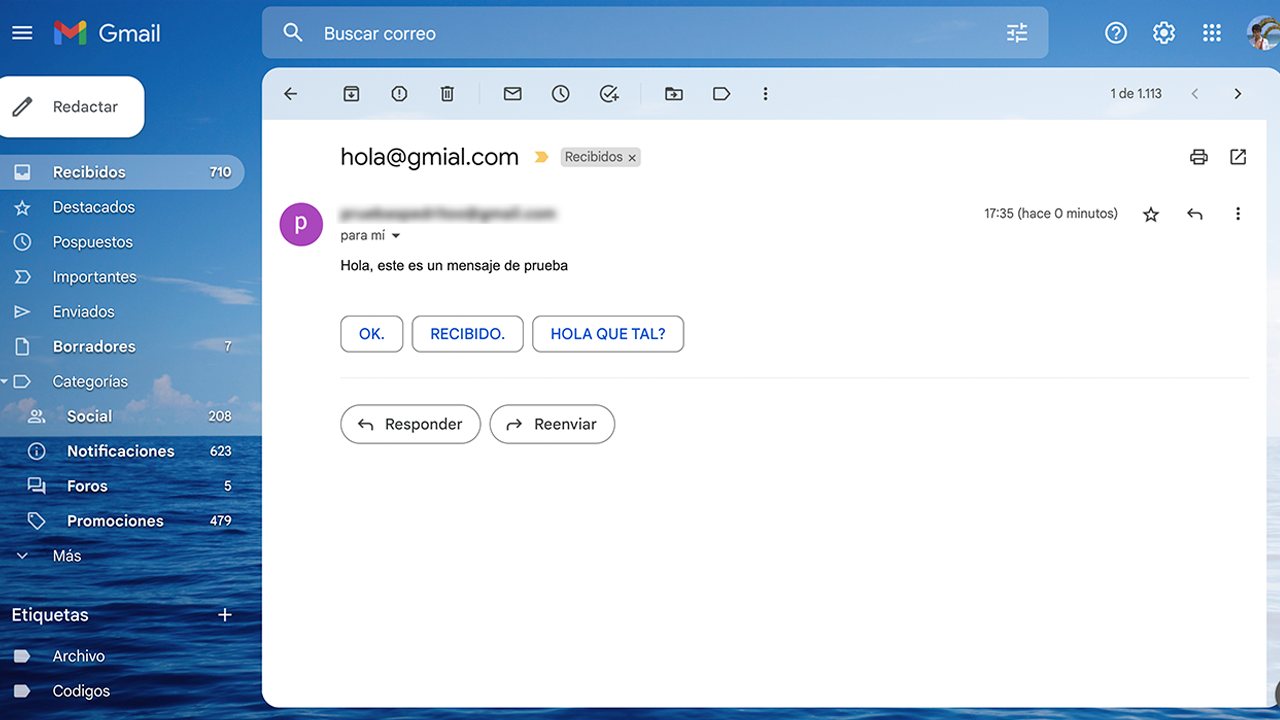 Gmail
Buscar correo
Redactar
1 de 1.113
Recibidos 710
Destacados
Pospuestos
Importantes
Enviados
Borradores 7
Categorías
Social 208
Notificaciones 623
Foros 5
Promociones 479
Más
Etiquetas
Archivo
Codigos
hola@gmial.com Recibidos x
p
17:35 (hace 0 minutos)
para mí
Hola, este es un mensaje de prueba
OK. RECIBIDO. HOLA QUE TAL?
Responder Reenviar